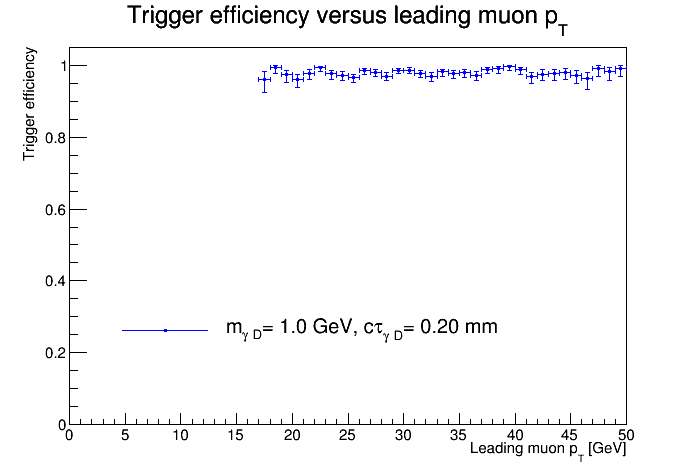 Trigger efficiency versus leading muon p_T
Trigger efficiency
1
0.8
0.6
0.4
0.2
0
m_γ D= 1.0 GeV, cτ_γ D= 0.20 mm
0 5 10 15 20 25 30 35 40 45 50
Leading muon p_T [GeV]